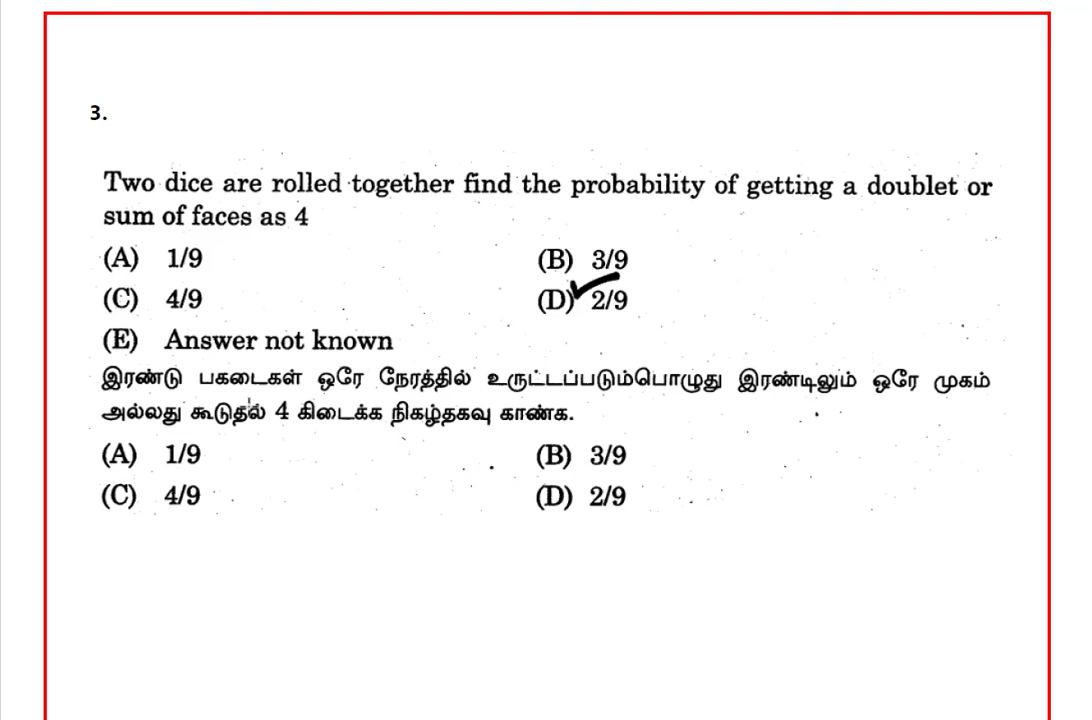 3.
Two dice are rolled together find the probability of getting a doublet or
sum of faces as 4
(A) 1/9 (B) 3/9
(C) 4/9 (D) 2/9
(E) Answer not known
இரண்டு பகடைகள் ஒரே நேரத்தில் உருட்டப்படும்பொழுது இரண்டிலும் ஒரே முகம்
அல்லது கூடுதல் 4 கிடைக்க நிகழ்தகவு காண்க.
(A) 1/9 (B) 3/9
(C) 4/9 (D) 2/9